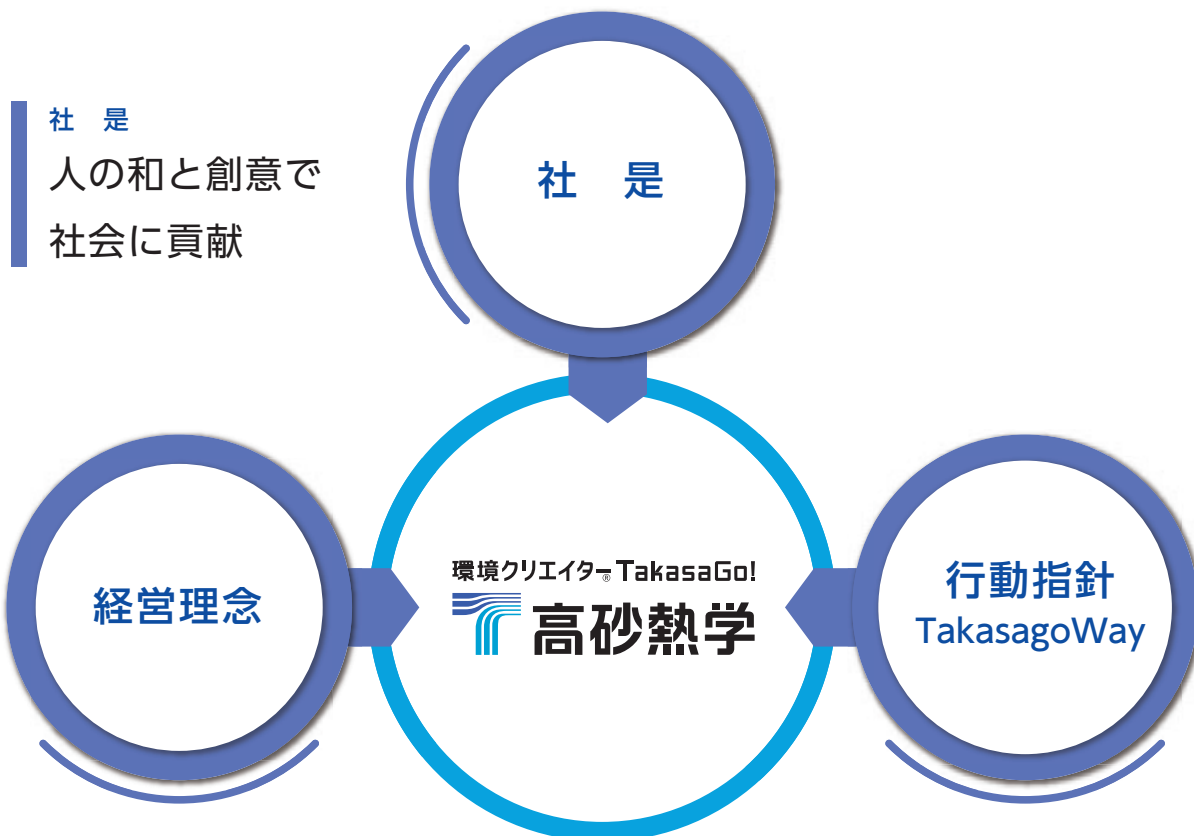 社 是
人の和と創意で
社会に貢献
社 是
経営理念
環境クリエイター® TakasaGo!
高砂熱学
行動指針
TakasagoWay